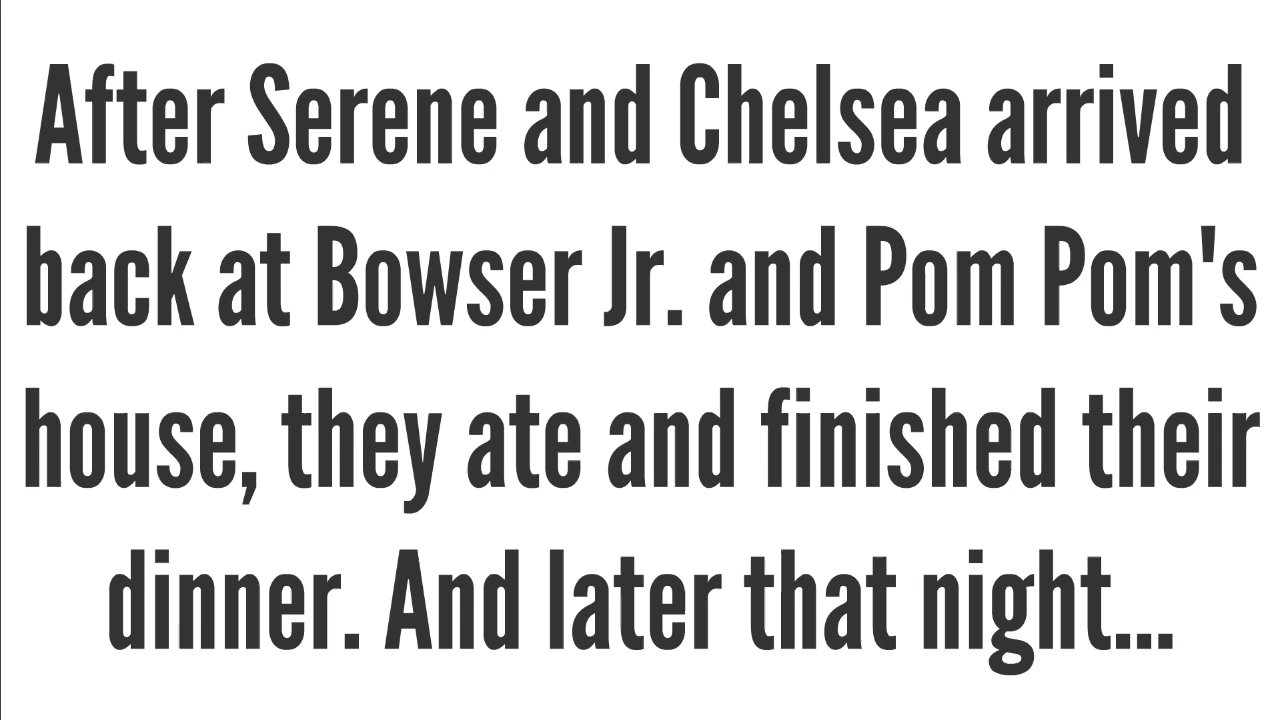 After Serene and Chelsea arrived
back at Bowser Jr. and Pom Pom's
house, they ate and finished their
dinner. And later that night...